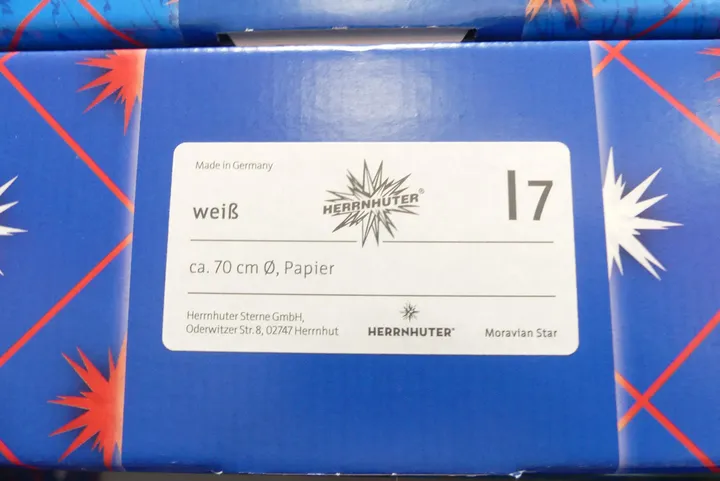 Made in Germany
HERRNHUTER®
weiß
I7
ca. 70 cm Ø, Papier
Herrnhuter Sterne GmbH,
Oderwitzer Str. 8, 02747 Herrnhut
HERRNHUTER®
Moravian Star